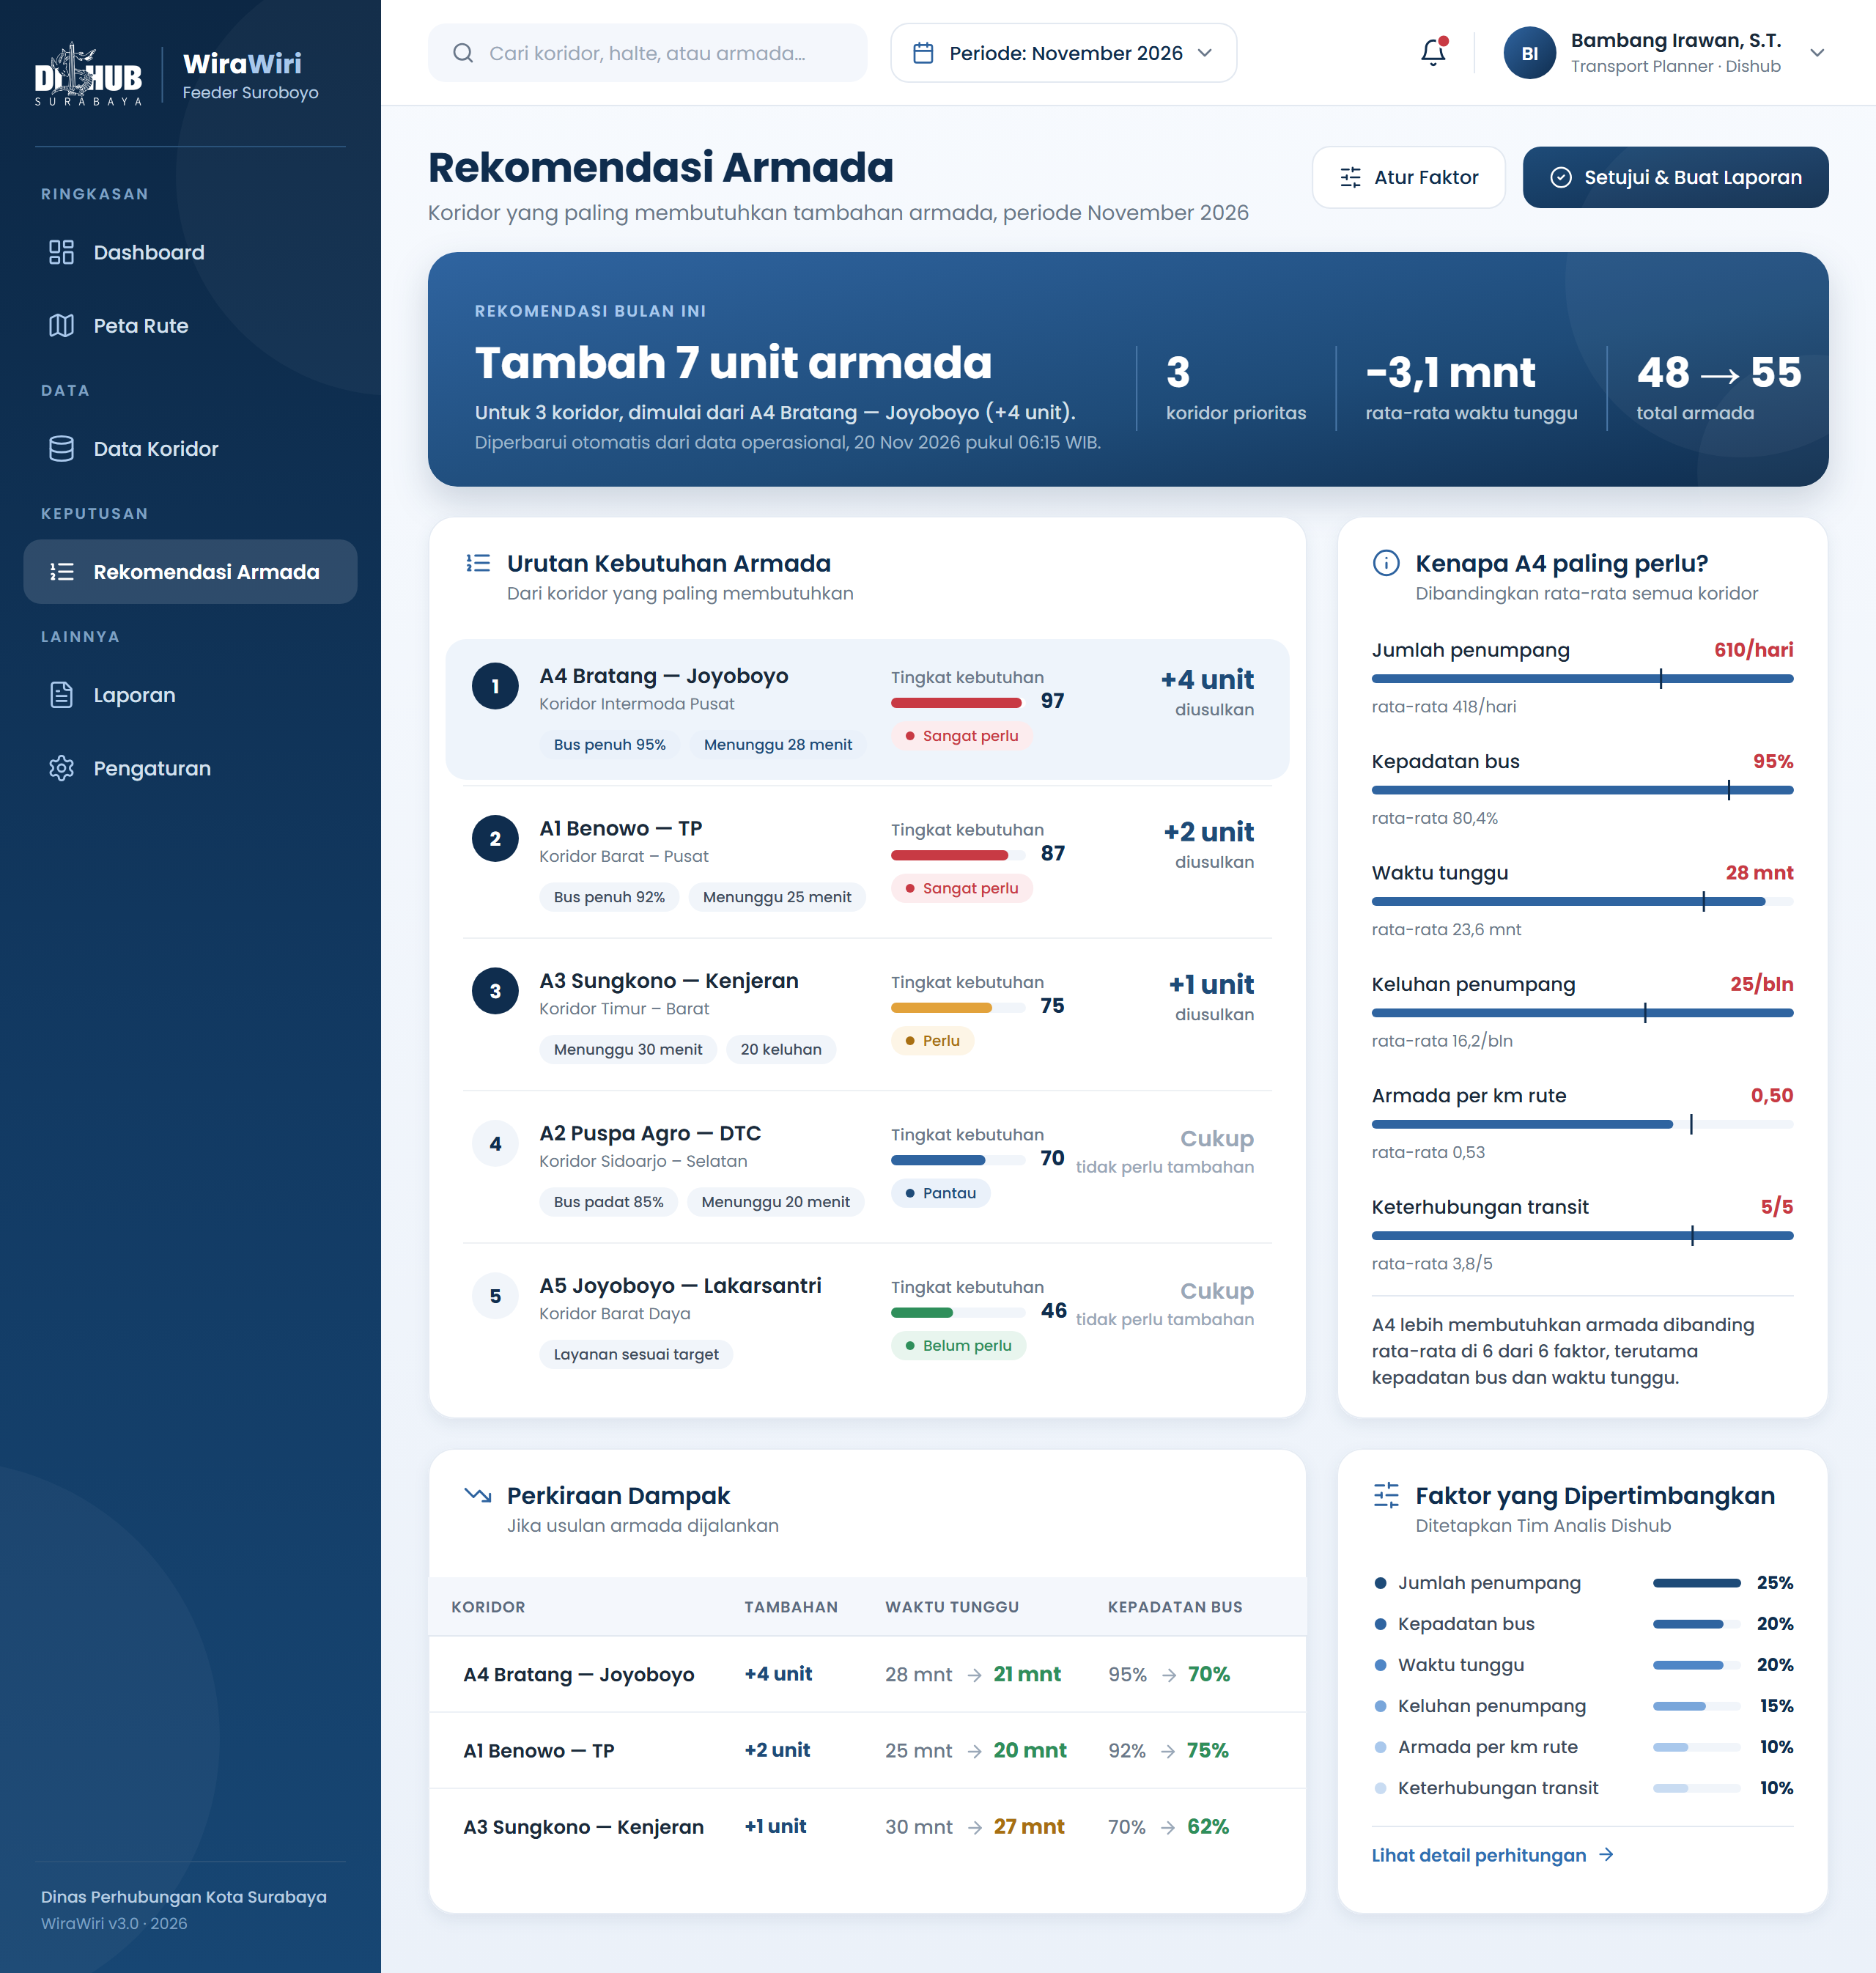 DISHUB
SURABAYA
WiraWiri
Feeder Suroboyo
RINGKASAN
Dashboard
Peta Rute
DATA
Data Koridor
KEPUTUSAN
Rekomendasi Armada
LAINNYA
Laporan
Pengaturan
Dinas Perhubungan Kota Surabaya
WiraWiri v3.0 · 2026
Cari koridor, halte, atau armada...
Periode: November 2026
BI
Bambang Irawan, S.T.
Transport Planner · Dishub
Rekomendasi Armada
Koridor yang paling membutuhkan tambahan armada, periode November 2026
Atur Faktor
Setujui & Buat Laporan
REKOMENDASI BULAN INI
Tambah 7 unit armada
Untuk 3 koridor, dimulai dari A4 Bratang — Joyoboyo (+4 unit).
Diperbarui otomatis dari data operasional, 20 Nov 2026 pukul 06:15 WIB.
3
koridor prioritas
-3,1 mnt
rata-rata waktu tunggu
48 → 55
total armada
Urutan Kebutuhan Armada
Dari koridor yang paling membutuhkan
1
A4 Bratang — Joyoboyo
Koridor Intermoda Pusat
Bus penuh 95% Menunggu 28 menit
Tingkat kebutuhan
97
Sangat perlu
+4 unit
diusulkan
2
A1 Benowo — TP
Koridor Barat – Pusat
Bus penuh 92% Menunggu 25 menit
Tingkat kebutuhan
87
Sangat perlu
+2 unit
diusulkan
3
A3 Sungkono — Kenjeran
Koridor Timur – Barat
Menunggu 30 menit 20 keluhan
Tingkat kebutuhan
75
Perlu
+1 unit
diusulkan
4
A2 Puspa Agro — DTC
Koridor Sidoarjo – Selatan
Bus padat 85% Menunggu 20 menit
Tingkat kebutuhan
70
Pantau
Cukup
tidak perlu tambahan
5
A5 Joyoboyo — Lakarsantri
Koridor Barat Daya
Layanan sesuai target
Tingkat kebutuhan
46
Belum perlu
Cukup
tidak perlu tambahan
Kenapa A4 paling perlu?
Dibandingkan rata-rata semua koridor
Jumlah penumpang 610/hari
rata-rata 418/hari
Kepadatan bus 95%
rata-rata 80,4%
Waktu tunggu 28 mnt
rata-rata 23,6 mnt
Keluhan penumpang 25/bln
rata-rata 16,2/bln
Armada per km rute 0,50
rata-rata 0,53
Keterhubungan transit 5/5
rata-rata 3,8/5
A4 lebih membutuhkan armada dibanding
rata-rata di 6 dari 6 faktor, terutama
kepadatan bus dan waktu tunggu.
Perkiraan Dampak
Jika usulan armada dijalankan
KORIDOR TAMBAHAN WAKTU TUNGGU KEPADATAN BUS
A4 Bratang — Joyoboyo +4 unit 28 mnt → 21 mnt 95% → 70%
A1 Benowo — TP +2 unit 25 mnt → 20 mnt 92% → 75%
A3 Sungkono — Kenjeran +1 unit 30 mnt → 27 mnt 70% → 62%
Faktor yang Dipertimbangkan
Ditetapkan Tim Analis Dishub
Jumlah penumpang 25%
Kepadatan bus 20%
Waktu tunggu 20%
Keluhan penumpang 15%
Armada per km rute 10%
Keterhubungan transit 10%
Lihat detail perhitungan →